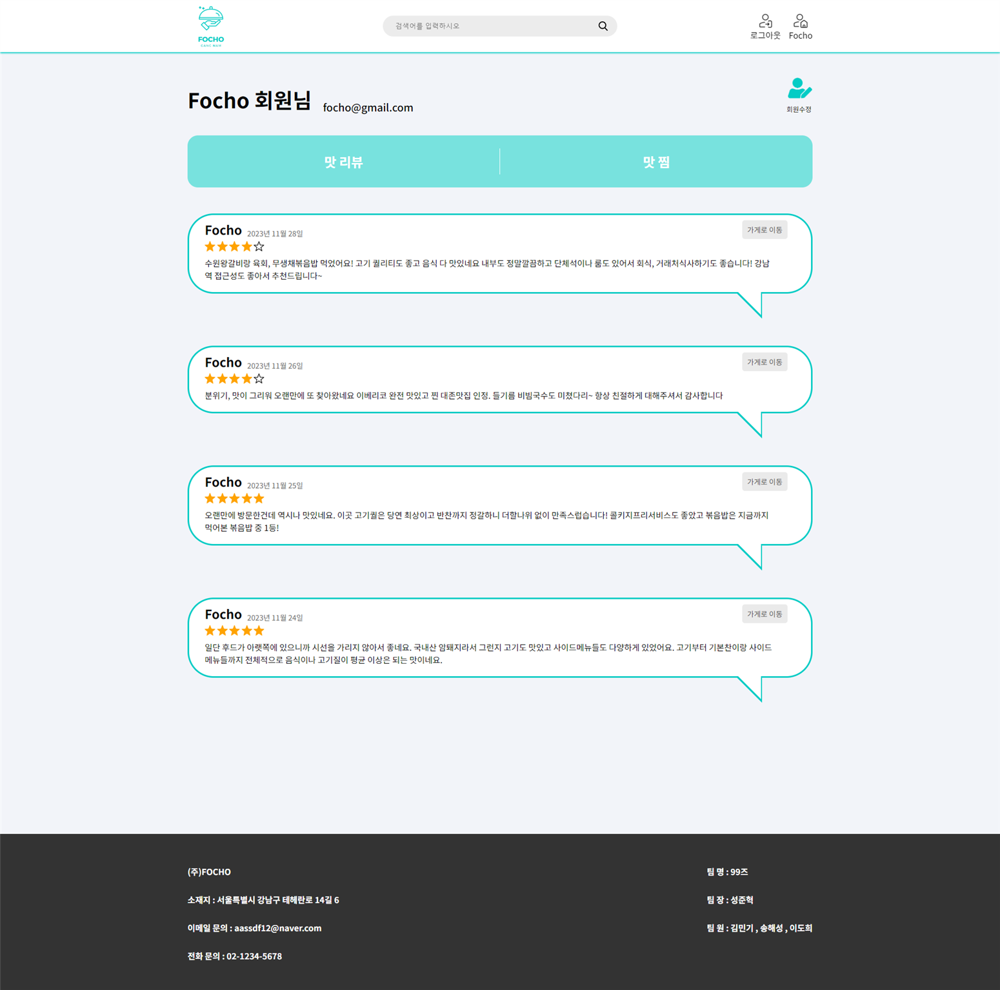 FOCHO
GANG NAM
검색어를 입력하시오
로그아웃 Focho
Focho 회원님 focho@gmail.com
회원수정
맛 리뷰 맛 찜
Focho 2023년 11월 28일 가게로 이동
수원왕갈비랑 육회, 무생채볶음밥 먹었어요! 고기 퀄리티도 좋고 음식 다 맛있네요 내부도 정말깔끔하고 단체석이나 룸도 있어서 회식, 거래처식사하기도 좋습니다! 강남
역 접근성도 좋아서 추천드립니다~
Focho 2023년 11월 26일 가게로 이동
분위기, 맛이 그리워 오랜만에 또 찾아왔네요 이베리코 완전 맛있고 찐 대존맛집 인정. 들기름 비빔국수도 미쳤다리~ 항상 친절하게 대해주셔서 감사합니다
Focho 2023년 11월 25일 가게로 이동
오랜만에 방문한건데 역시나 맛있네요. 이곳 고기퀄은 당연 최상이고 반찬까지 정갈하니 더할나위 없이 만족스럽습니다! 콜키지프리서비스도 좋았고 볶음밥은 지금까지
먹어본 볶음밥 중 1등!
Focho 2023년 11월 24일 가게로 이동
일단 후드가 아랫쪽에 있으니까 시선을 가리지 않아서 좋네요. 국내산 암퇘지라서 그런지 고기도 맛있고 사이드메뉴들도 다양하게 있었어요. 고기부터 기본찬이랑 사이드
메뉴들까지 전체적으로 음식이나 고기질이 평균 이상은 되는 맛이네요.
(주)FOCHO 팀 명 : 99즈
소재지 : 서울특별시 강남구 테헤란로 14길 6 팀 장 : 성준혁
이메일 문의 : aassdf12@naver.com 팀 원 : 김민기 , 송해성 , 이도희
전화 문의 : 02-1234-5678